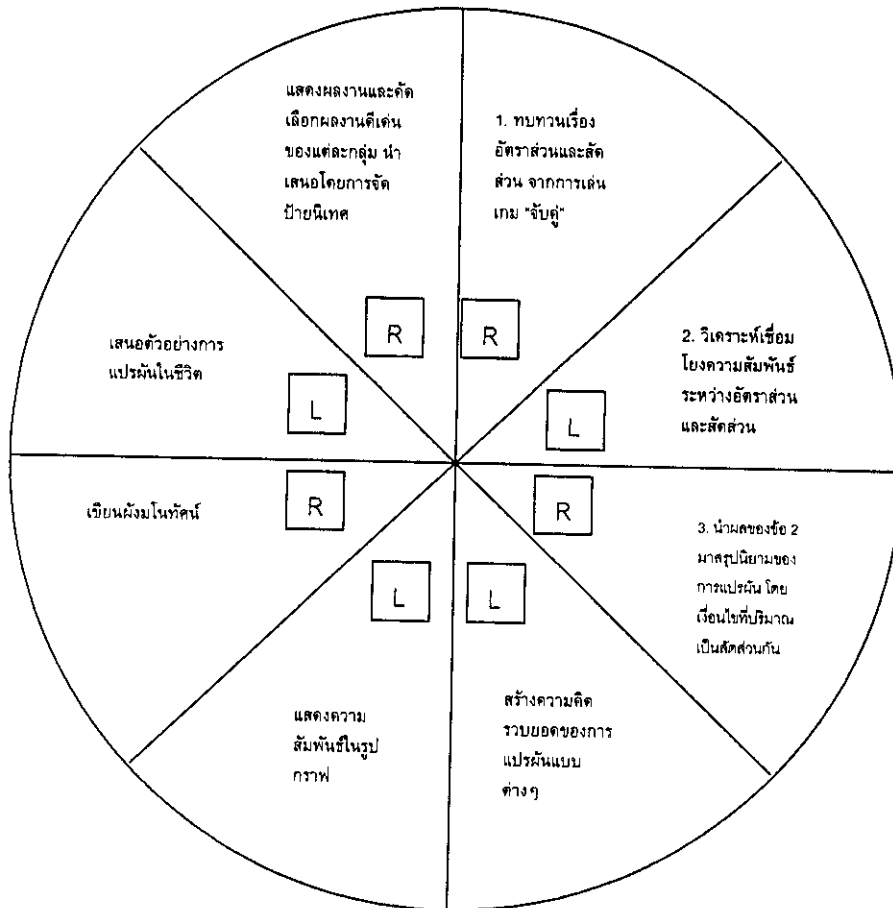 1. ทบทวนเรื่อง
อัตราส่วนและสัด
ส่วน จากการเล่น
เกม "จับคู่"
R
2. วิเคราะห์เชื่อม
โยงความสัมพันธ์
ระหว่างอัตราส่วน
และสัดส่วน
L
3. นำผลของข้อ 2
มาสรุปนิยามของ
การแปรผัน โดย
เงื่อนไขที่ปริมาณ
เป็นสัดส่วนกัน
R
สร้างความคิด
รวบยอดของการ
แปรผันแบบ
ต่างๆ
L
แสดงความ
สัมพันธ์ในรูป
กราฟ
L
เขียนผังมโนทัศน์
R
เสนอตัวอย่างการ
แปรผันในชีวิต
L
แสดงผลงานและคัด
เลือกผลงานดีเด่น
ของแต่ละกลุ่ม นำ
เสนอโดยการจัด
ป้ายนิเทศ
R